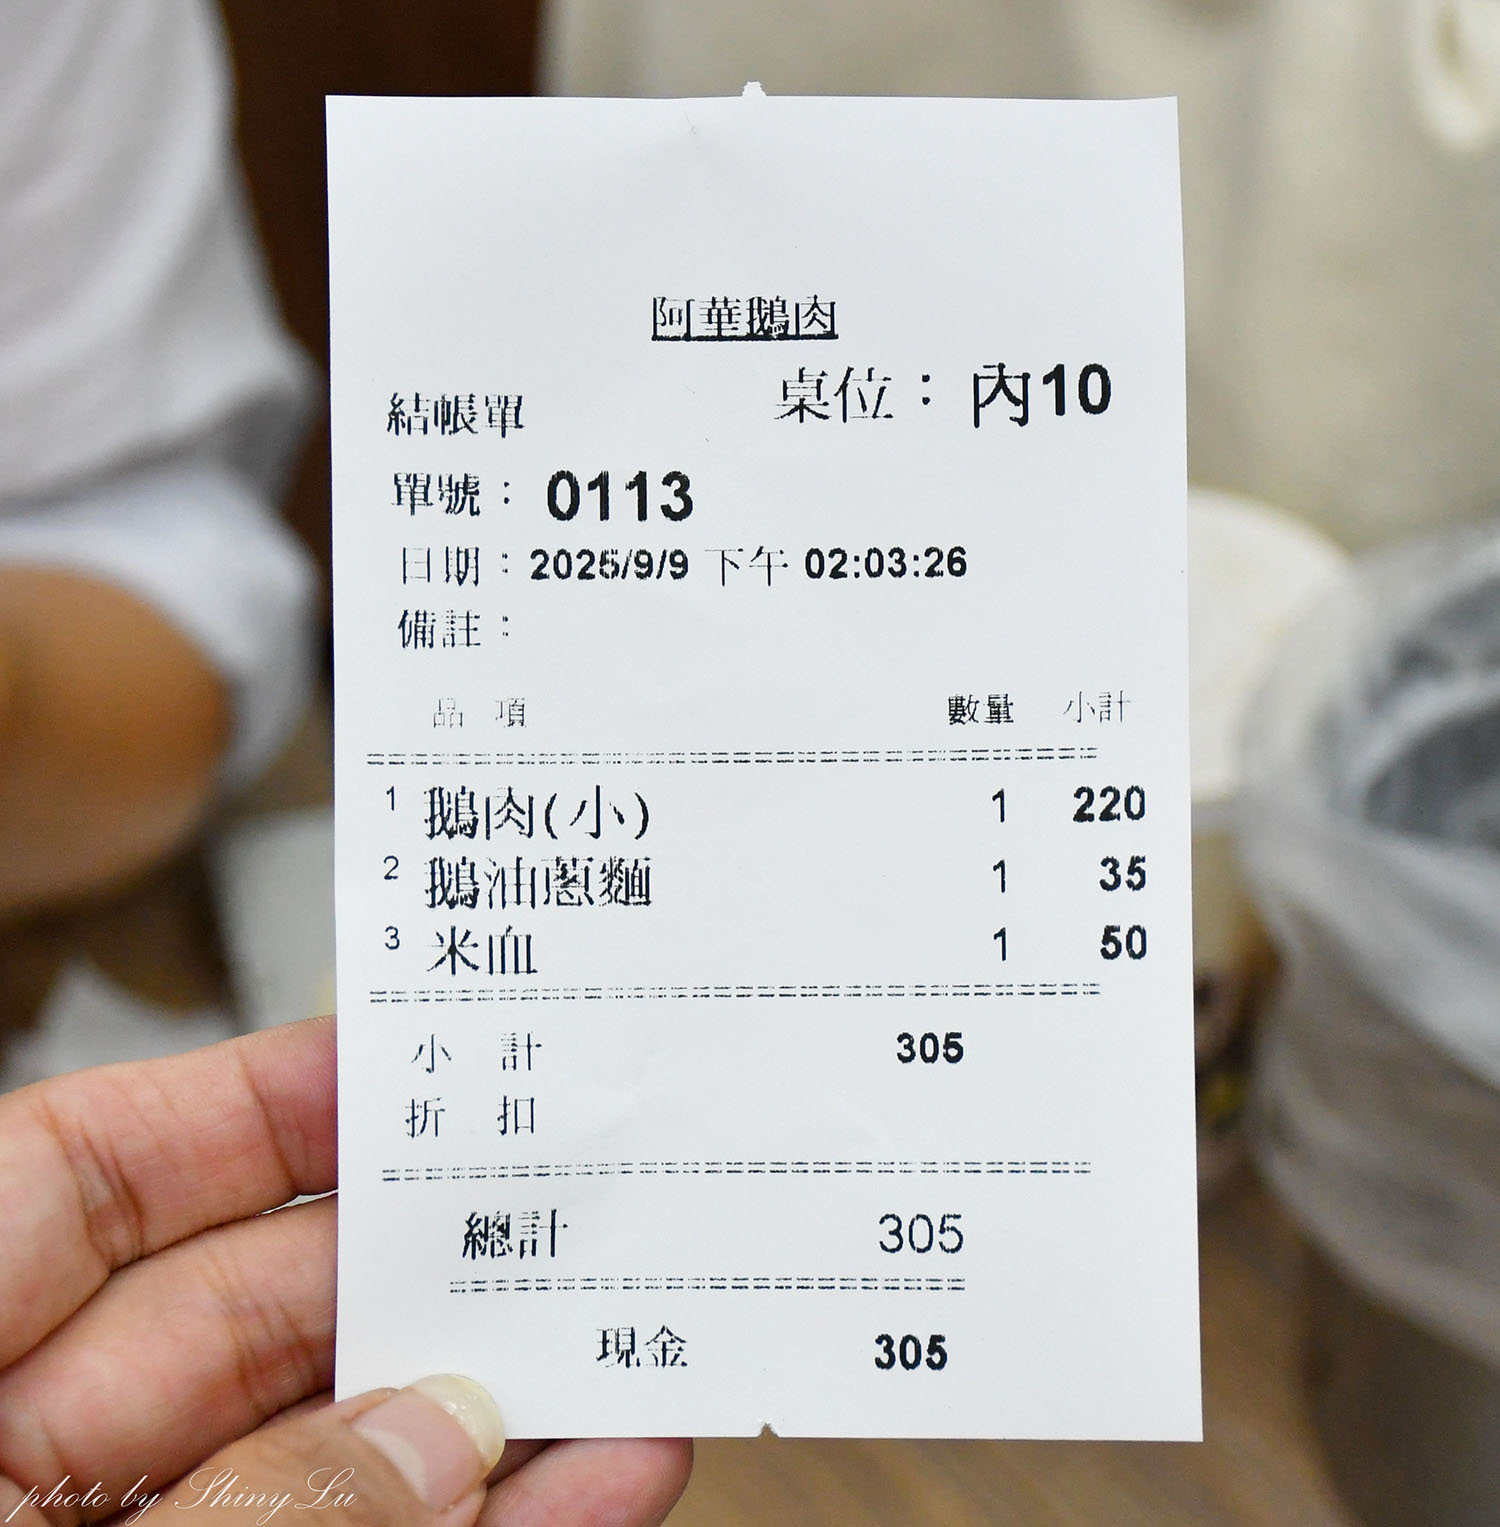 阿華鵝肉
結帳單 桌位：內10
單號：0113
日期：2025/9/9 下午 02:03:26
備註：
品 項 數量 小計
1 鵝肉(小) 1 220
2 鵝油蔥麵 1 35
3 米血 1 50
小 計 305
折 扣
總計 305
現金 305
photo by Shiny Lu